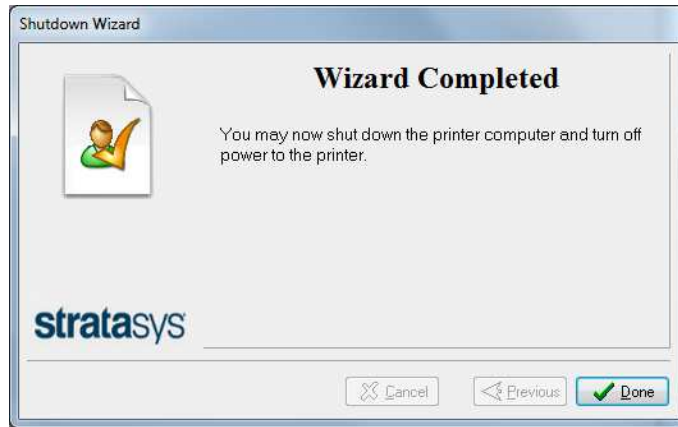 Shutdown Wizard
Wizard Completed
You may now shut down the printer computer and turn off
power to the printer.
stratasys
Cancel
Previous
Done